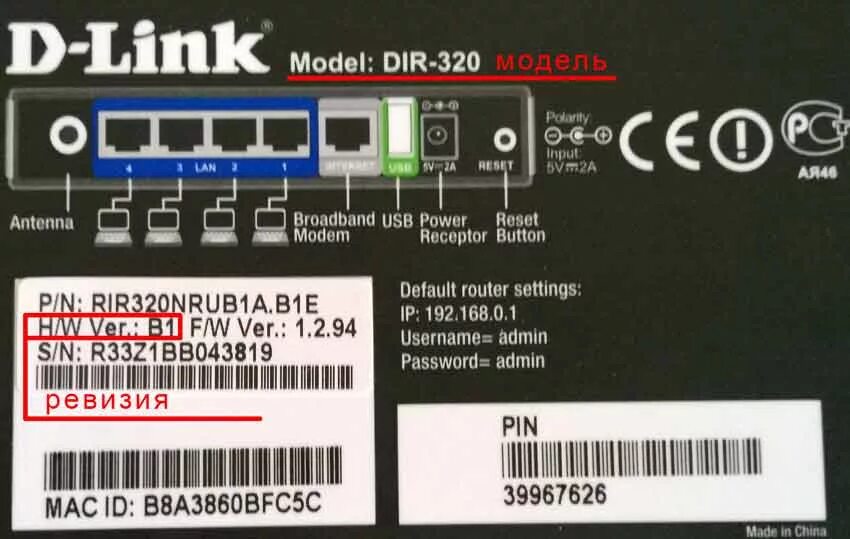 D-Link®
Model: DIR-320 модель
4 3 LAN 2 1
INTERNET
USB
5V⎓2A
RESET
Polarity:
Input:
5V⎓2A
CE
РСТ
АЯ46
Antenna
Broadband
Modem
USB
Power
Receptor
Reset
Button
P/N: RIR320NRUB1A.B1E
H/W Ver.: B1 F/W Ver.: 1.2.94
S/N: R33Z1BB043819
ревизия
MAC ID: B8A3860BFC5C
Default router settings:
IP: 192.168.0.1
Username= admin
Password= admin
PIN
39967626
Made in China